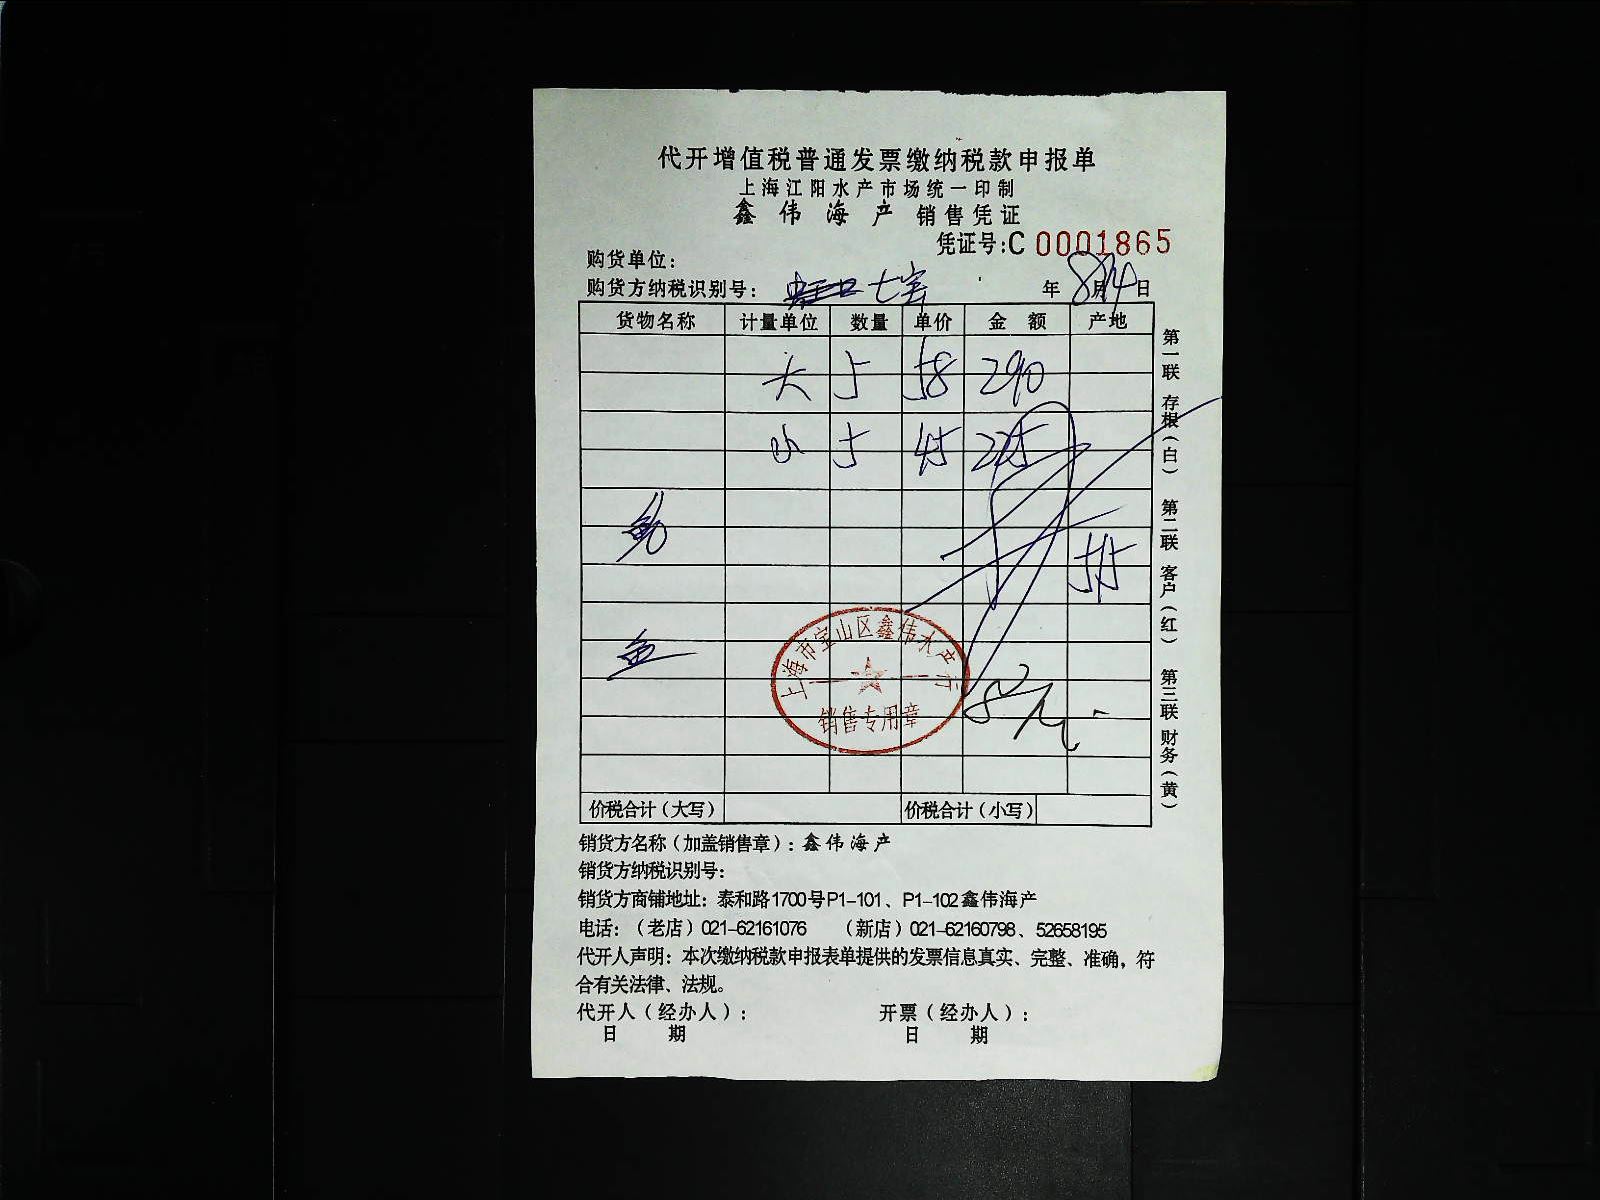 代开增值税普通发票缴纳税款申报单
上海江阳水产市场统一印制
鑫伟海产 销售凭证
凭证号:C 0001865
购货单位：
购货方纳税识别号： 七宝 年 8月14日
货物名称 计量单位 数量 单价 金额 产地
大 5 58 290
小 5 45 225
鱼
上海市宝山区鑫伟水产行
销售专用章
价税合计（大写） 价税合计（小写）
第一联 存根（白）
第二联 客户（红）
第三联 财务（黄）
销货方名称（加盖销售章）：鑫伟海产
销货方纳税识别号：
销货方商铺地址：泰和路1700号P1-101、P1-102鑫伟海产
电话：（老店）021-62161076 （新店）021-62160798、52658195
代开人声明：本次缴纳税款申报表单提供的发票信息真实、完整、准确，符
合有关法律、法规。
代开人（经办人）： 开票（经办人）：
日 期 日 期